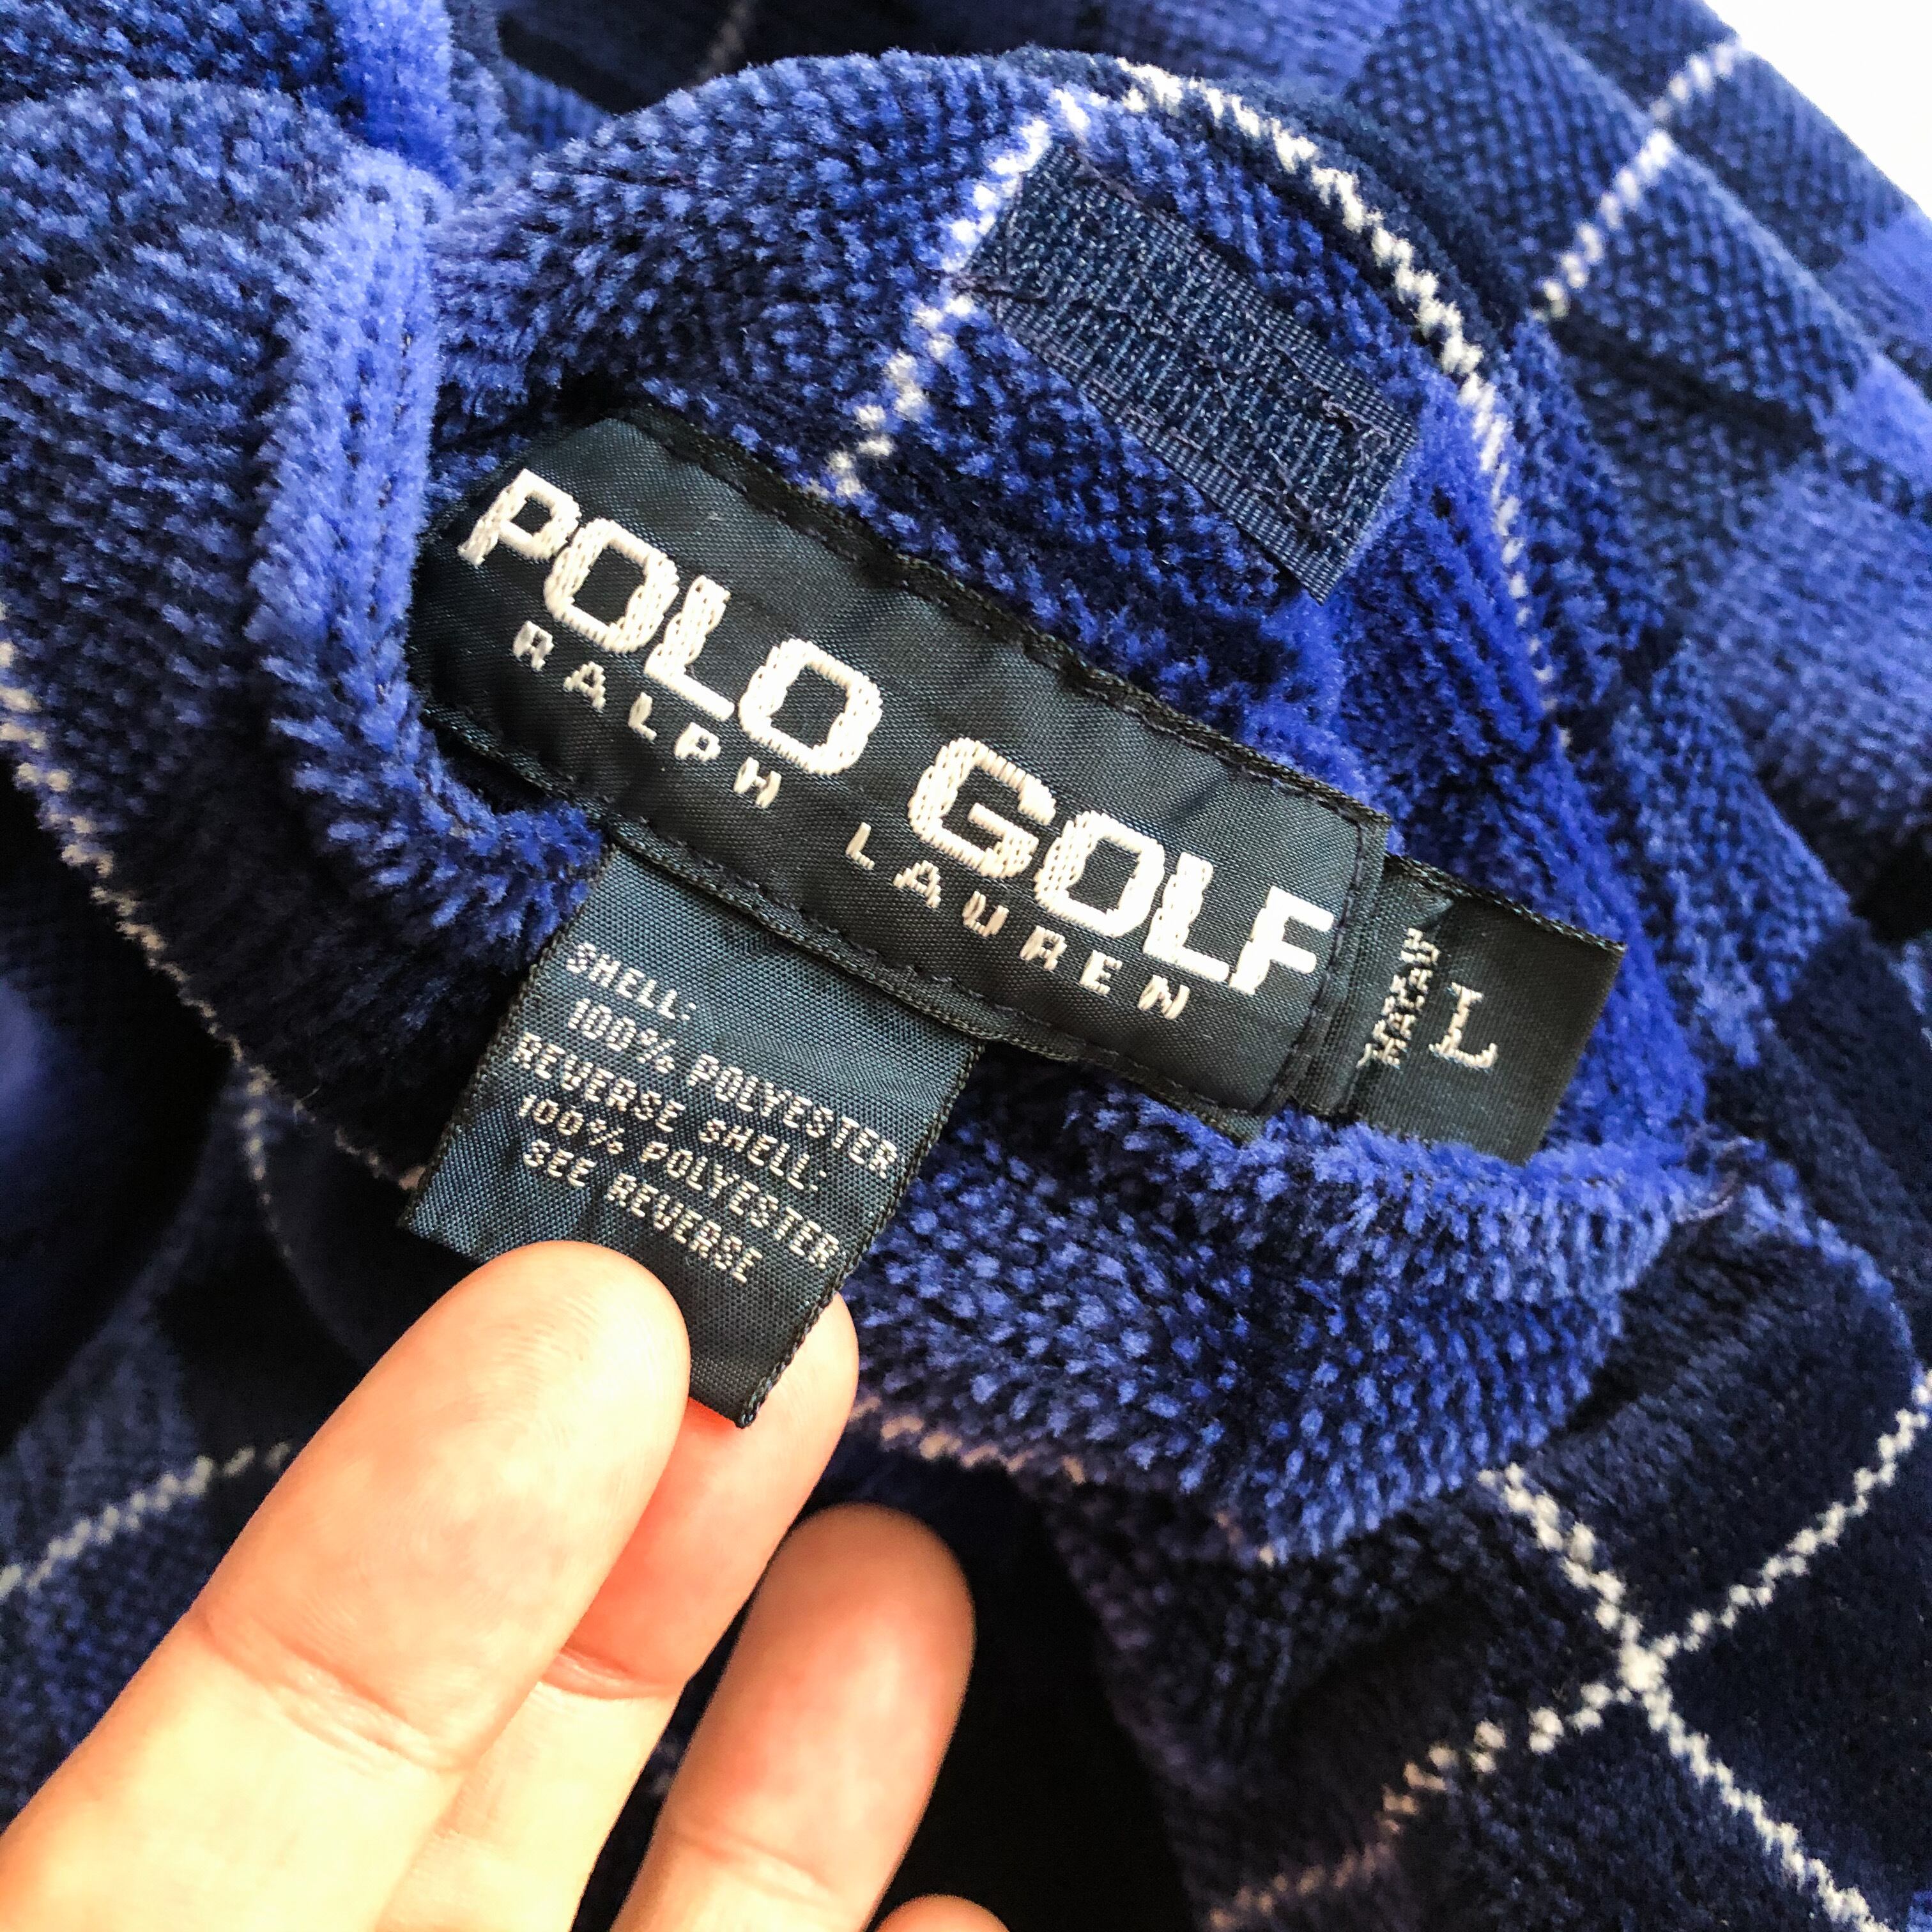 POLO GOLF
RALPH LAUREN
L
SHELL:
100% POLYESTER
REVERSE SHELL:
100% POLYESTER
SEE REVERSE